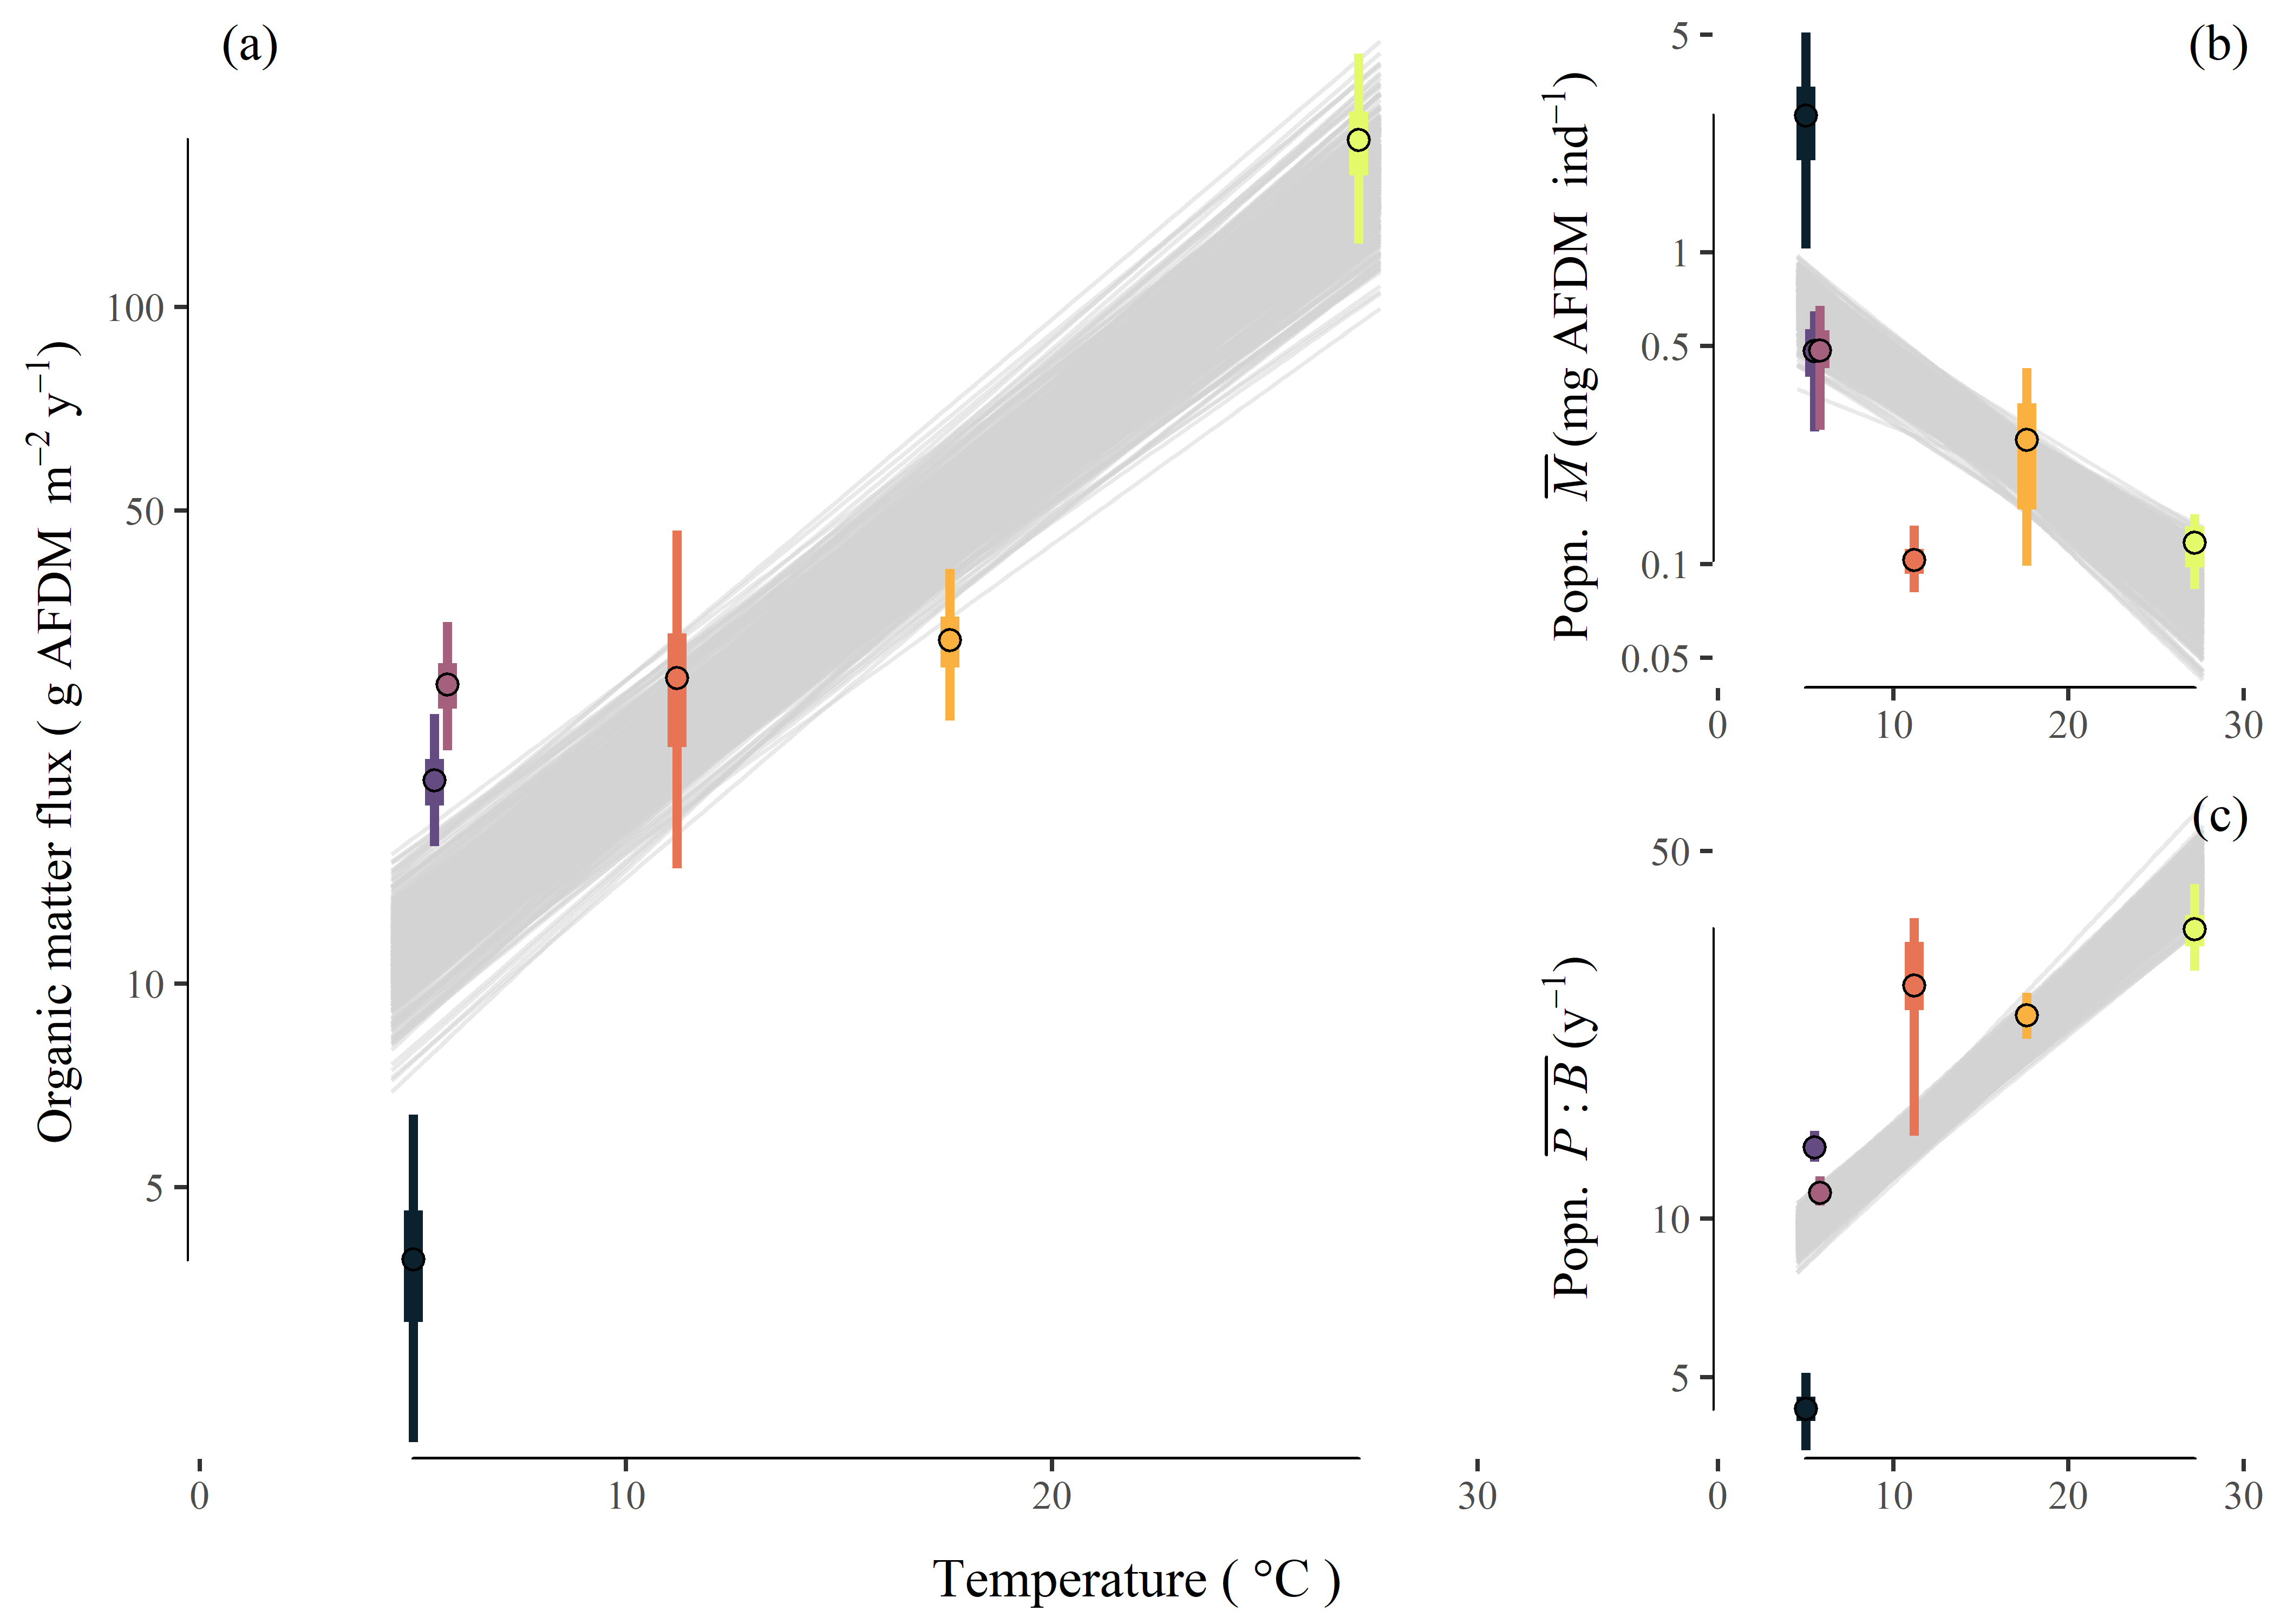 (a)
Organic matter flux ( g AFDM m⁻² y⁻¹)
100
50
10
5
0 10 20 30
(b)
Popn. M̅ (mg AFDM ind⁻¹)
5
1
0.5
0.1
0.05
0 10 20 30
(c)
Popn. P̅ ̅:̅ ̅B̅ (y⁻¹)
50
10
5
0 10 20 30
Temperature ( °C )